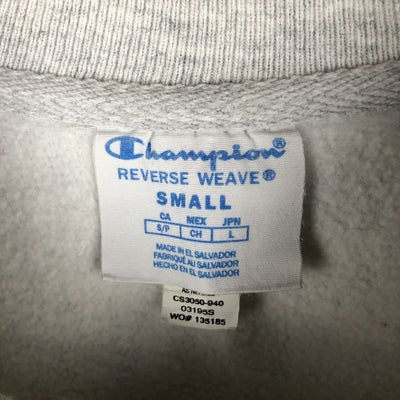 Champion®
REVERSE WEAVE®
SMALL
CA MEX JPN
S/P CH L
MADE IN EL SALVADOR
FABRIQUÉ AU SALVADOR
HECHO EN EL SALVADOR
CS3050-940
03195S
WO# 135185